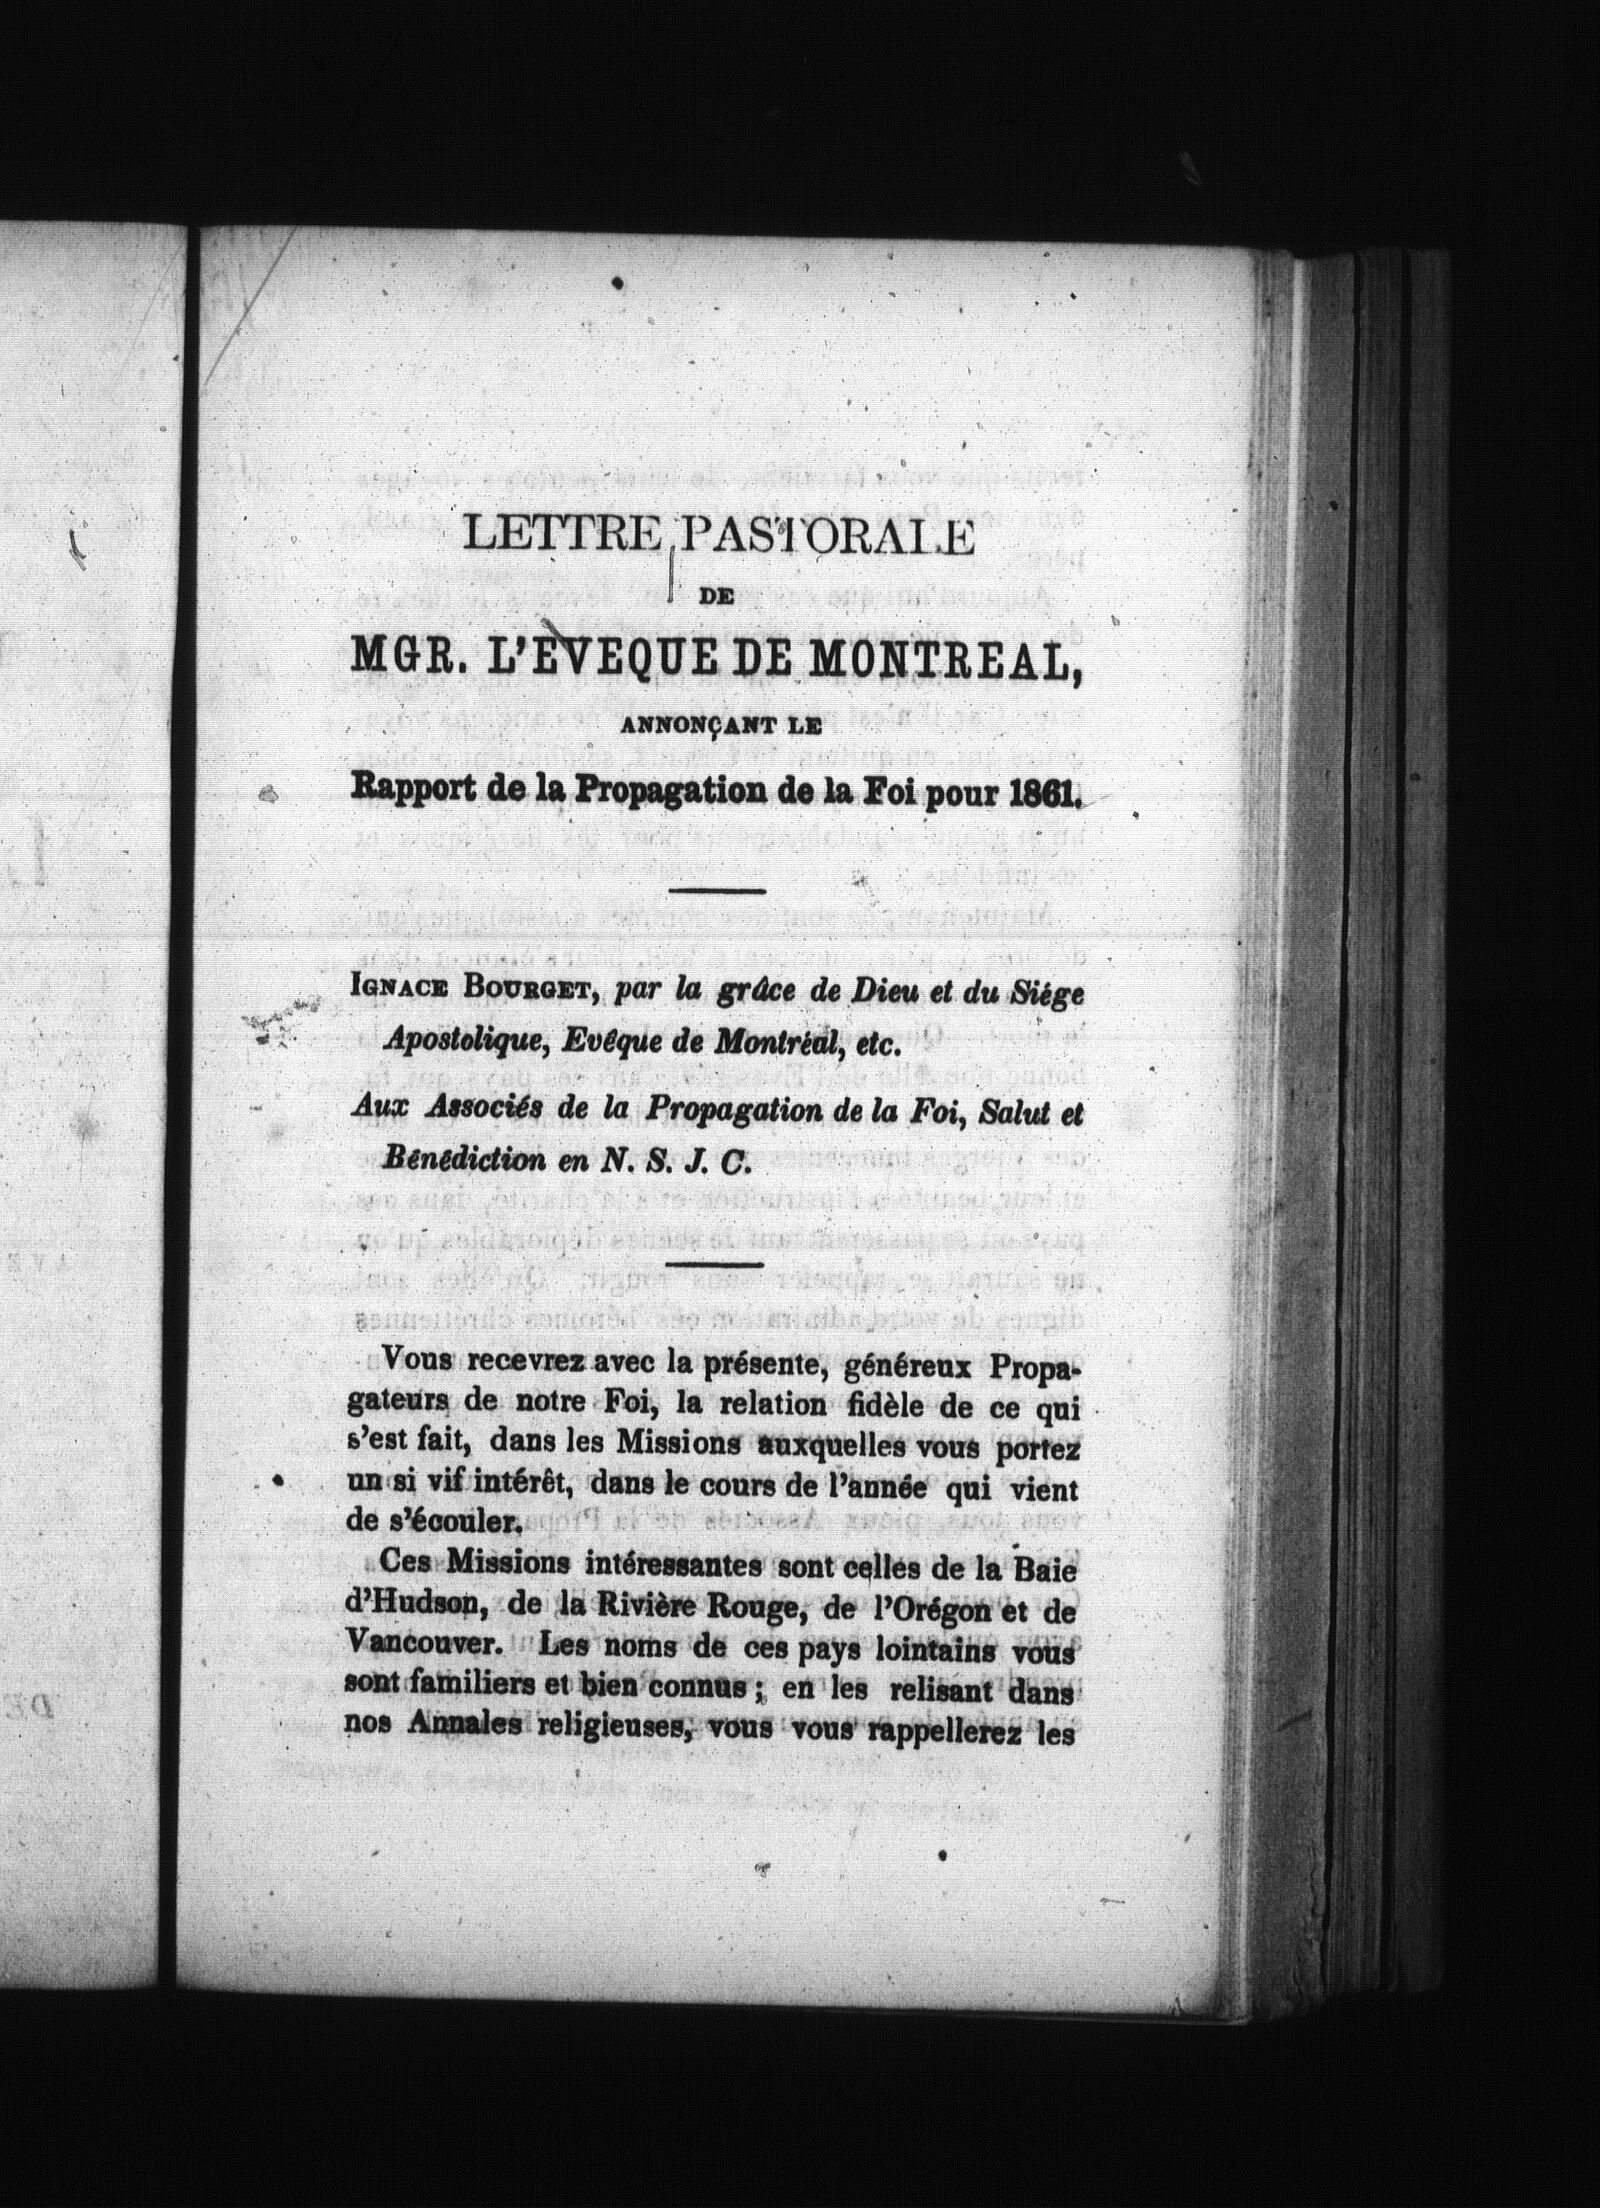 LETTRE PASTORALE
DE
MGR. L'EVEQUE DE MONTREAL,
ANNONÇANT LE
Rapport de la Propagation de la Foi pour 1861.
IGNACE BOURGET, par la grâce de Dieu et du Siége
Apostolique, Evêque de Montréal, etc.
Aux Associés de la Propagation de la Foi, Salut et
Bénédiction en N. S. J. C.
Vous recevrez avec la présente, généreux Propa-
gateurs de notre Foi, la relation fidèle de ce qui
s'est fait, dans les Missions auxquelles vous portez
un si vif intérêt, dans le cours de l'année qui vient
de s'écouler.
Ces Missions intéressantes sont celles de la Baie
d'Hudson, de la Rivière Rouge, de l'Orégon et de
Vancouver. Les noms de ces pays lointains vous
sont familiers et bien connus ; en les relisant dans
nos Annales religieuses, vous vous rappellerez les